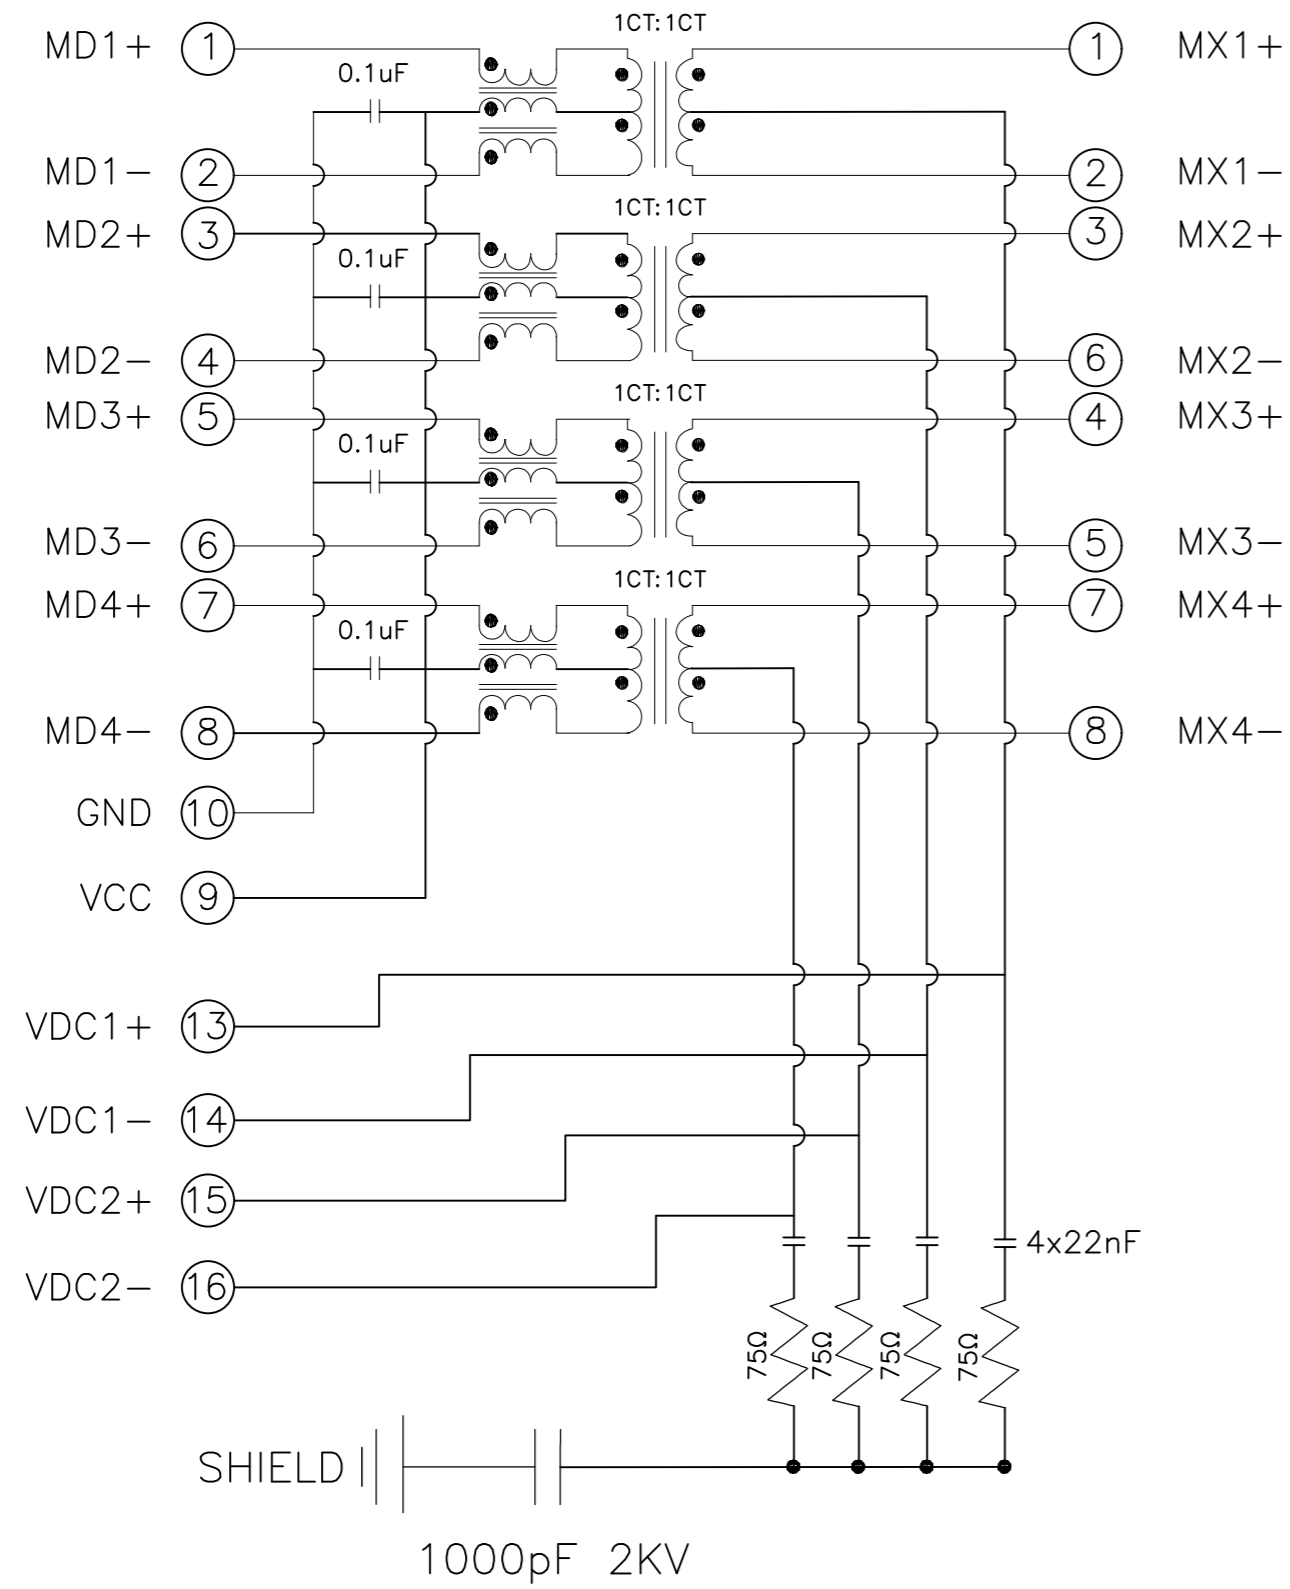 1CT:1CT
MD1+ 1 1 MX1+
0.1uF
MD1− 2 2 MX1−
1CT:1CT
MD2+ 3 3 MX2+
0.1uF
MD2− 4 6 MX2−
1CT:1CT
MD3+ 5 4 MX3+
0.1uF
MD3− 6 5 MX3−
1CT:1CT
MD4+ 7 7 MX4+
0.1uF
MD4− 8 8 MX4−
GND 10
VCC 9
VDC1+ 13
VDC1− 14
VDC2+ 15
4x22nF
VDC2− 16
75Ω 75Ω 75Ω 75Ω
SHIELD
1000pF 2KV